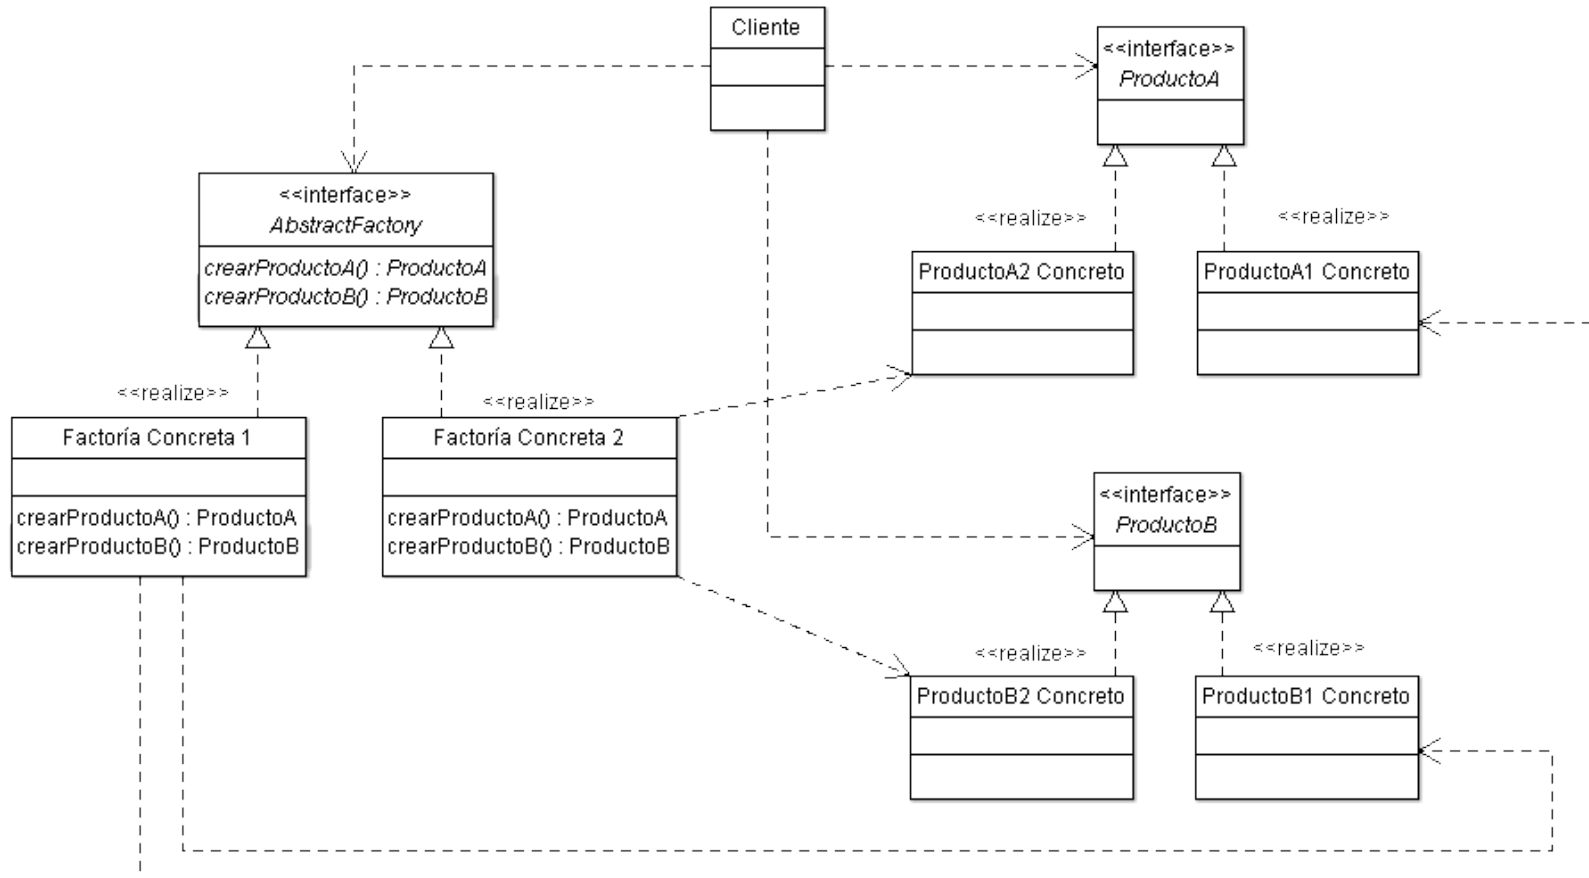 Cliente
<<interface>>
ProductoA
<<interface>>
AbstractFactory
crearProductoA() : ProductoA
crearProductoB() : ProductoB
<<realize>>
<<realize>>
ProductoA2 Concreto
ProductoA1 Concreto
<<realize>>
<<realize>>
Factoría Concreta 1
crearProductoA() : ProductoA
crearProductoB() : ProductoB
Factoría Concreta 2
crearProductoA() : ProductoA
crearProductoB() : ProductoB
<<interface>>
ProductoB
<<realize>>
<<realize>>
ProductoB2 Concreto
ProductoB1 Concreto